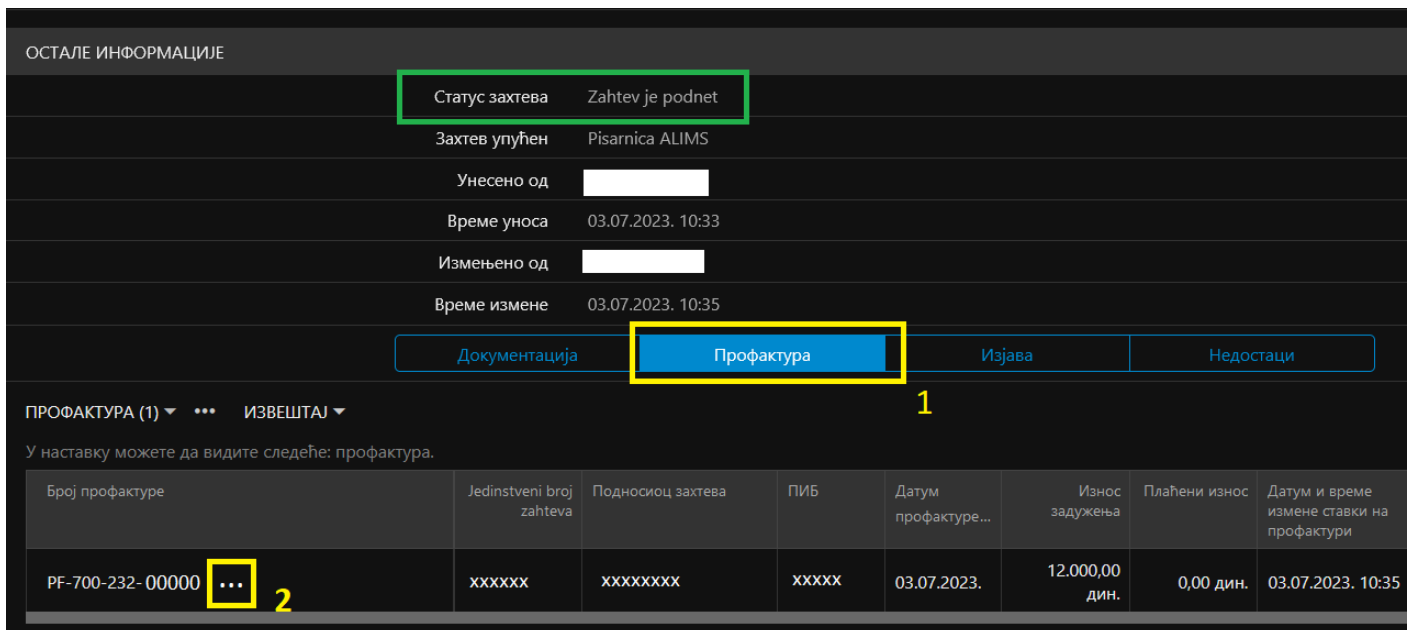 ОСТАЛЕ ИНФОРМАЦИЈЕ
Статус захтева Zahtev je podnet
Захтев упућен Pisarnica ALIMS
Унесено од
Време уноса 03.07.2023. 10:33
Измењено од
Време измене 03.07.2023. 10:35
Документација Профактура Изјава Недостаци
1
ПРОФАКТУРА (1) ••• ИЗВЕШТАЈ
У наставку можете да видите следеће: профактура.
Број профактуре Jedinstveni broj zahteva Подносиоц захтева ПИБ Датум профактуре... Износ задужења Плаћени износ Датум и време измене ставки на профактури
PF-700-232- 00000 ... xxxxxx xxxxxxxx xxxxx 03.07.2023. 12.000,00 дин. 0,00 дин. 03.07.2023. 10:35
2